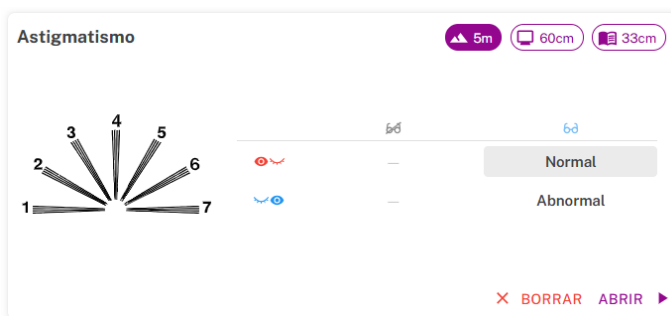 Astigmatismo
5m
60cm
33cm
4
3 5
2 6
1 7
—
Normal
—
Abnormal
BORRAR
ABRIR